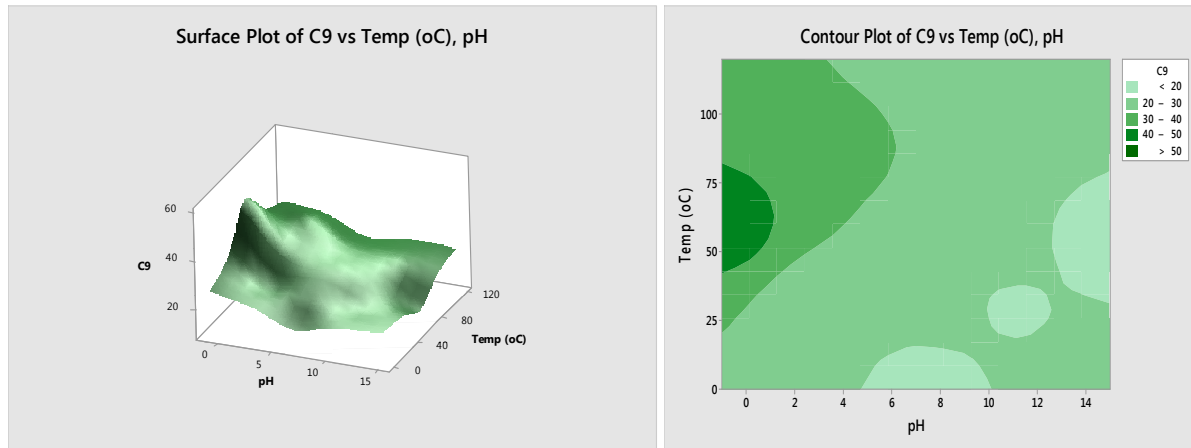 Surface Plot of C9 vs Temp (oC), pH
60
40
20
C9
0
5
10
15
pH
0
40
80
120
Temp (oC)
Contour Plot of C9 vs Temp (oC), pH
C9
< 20
20 – 30
30 – 40
40 – 50
> 50
100
75
50
25
0
Temp (oC)
0 2 4 6 8 10 12 14
pH